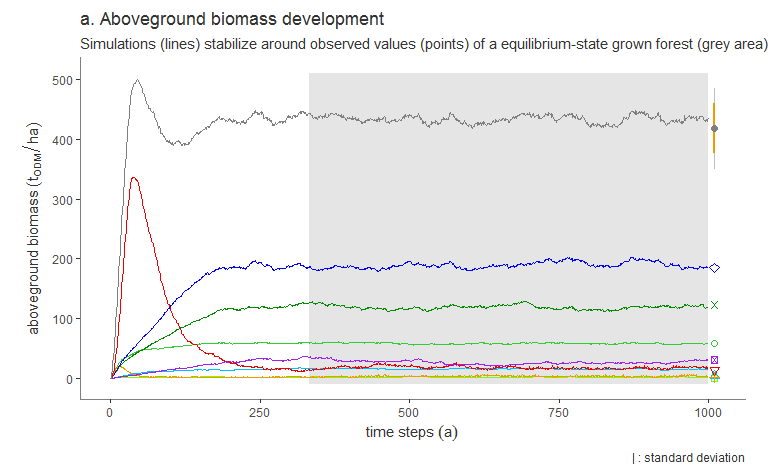 a. Aboveground biomass development
Simulations (lines) stabilize around observed values (points) of a equilibrium-state grown forest (grey area)
aboveground biomass (tODM/ha)
500
400
300
200
100
0
0
250
500
750
1000
time steps (a)
| : standard deviation